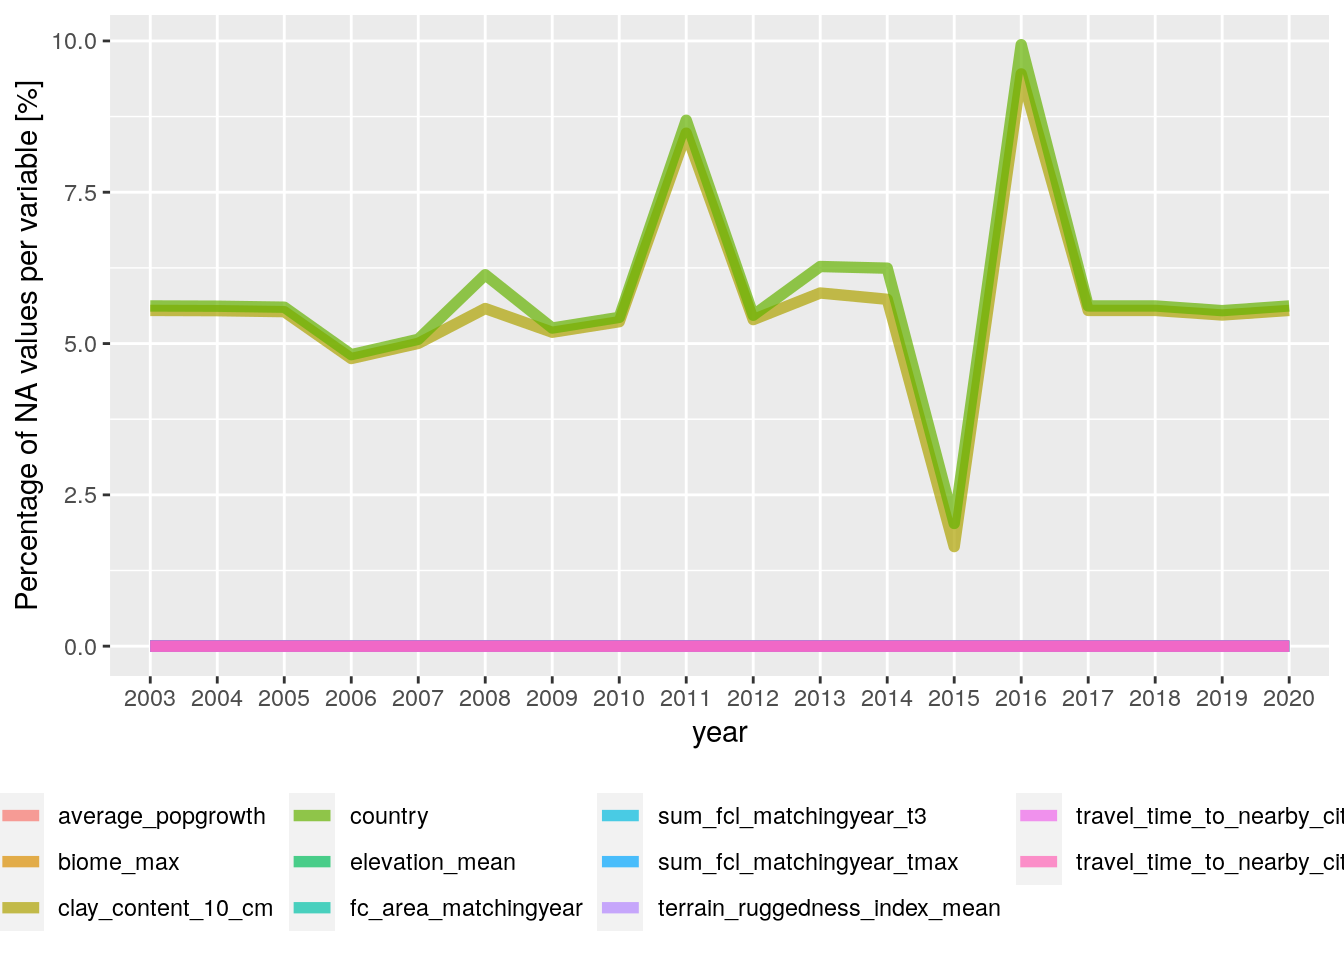 Percentage of NA values per variable [%]
10.0
7.5
5.0
2.5
0.0
2003 2004 2005 2006 2007 2008 2009 2010 2011 2012 2013 2014 2015 2016 2017 2018 2019 2020
year
average_popgrowth country sum_fcl_matchingyear_t3 travel_time_to_nearby_cit
biome_max elevation_mean sum_fcl_matchingyear_tmax travel_time_to_nearby_cit
clay_content_10_cm fc_area_matchingyear terrain_ruggedness_index_mean